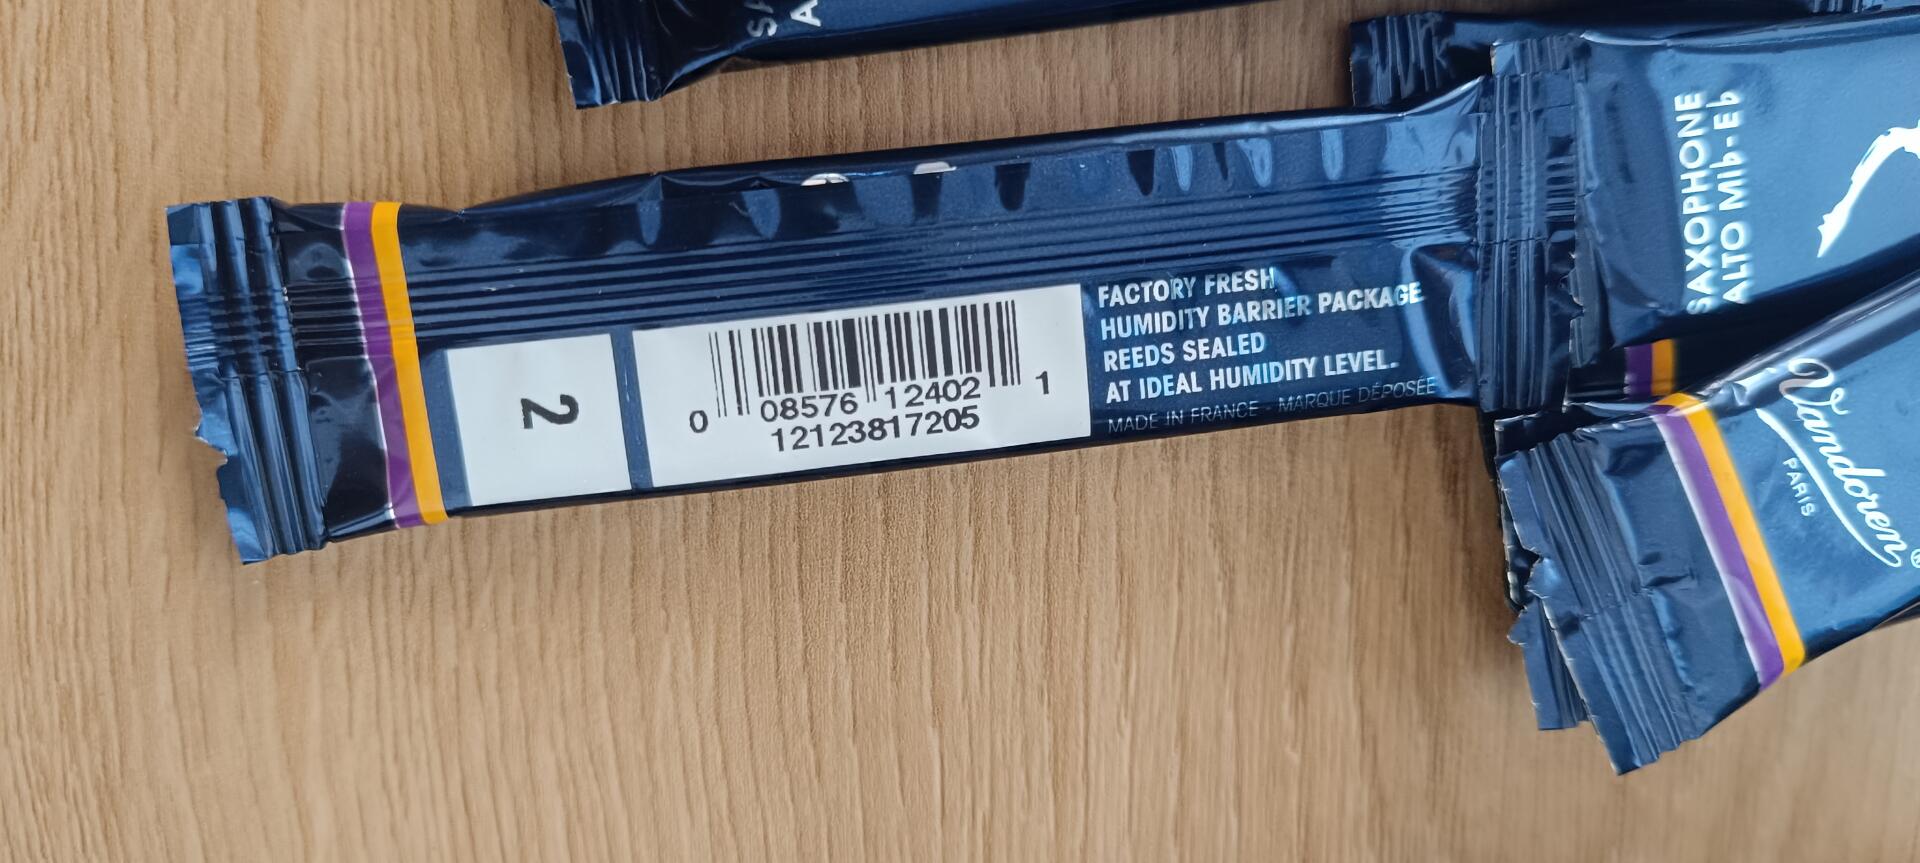 SAXOPHONE
ALTO MIb-Eb
2
0 08576 12402 1
12123817205
FACTORY FRESH
HUMIDITY BARRIER PACKAGE
REEDS SEALED
AT IDEAL HUMIDITY LEVEL.
MADE IN FRANCE - MARQUE DÉPOSÉE
Vandoren
PARIS